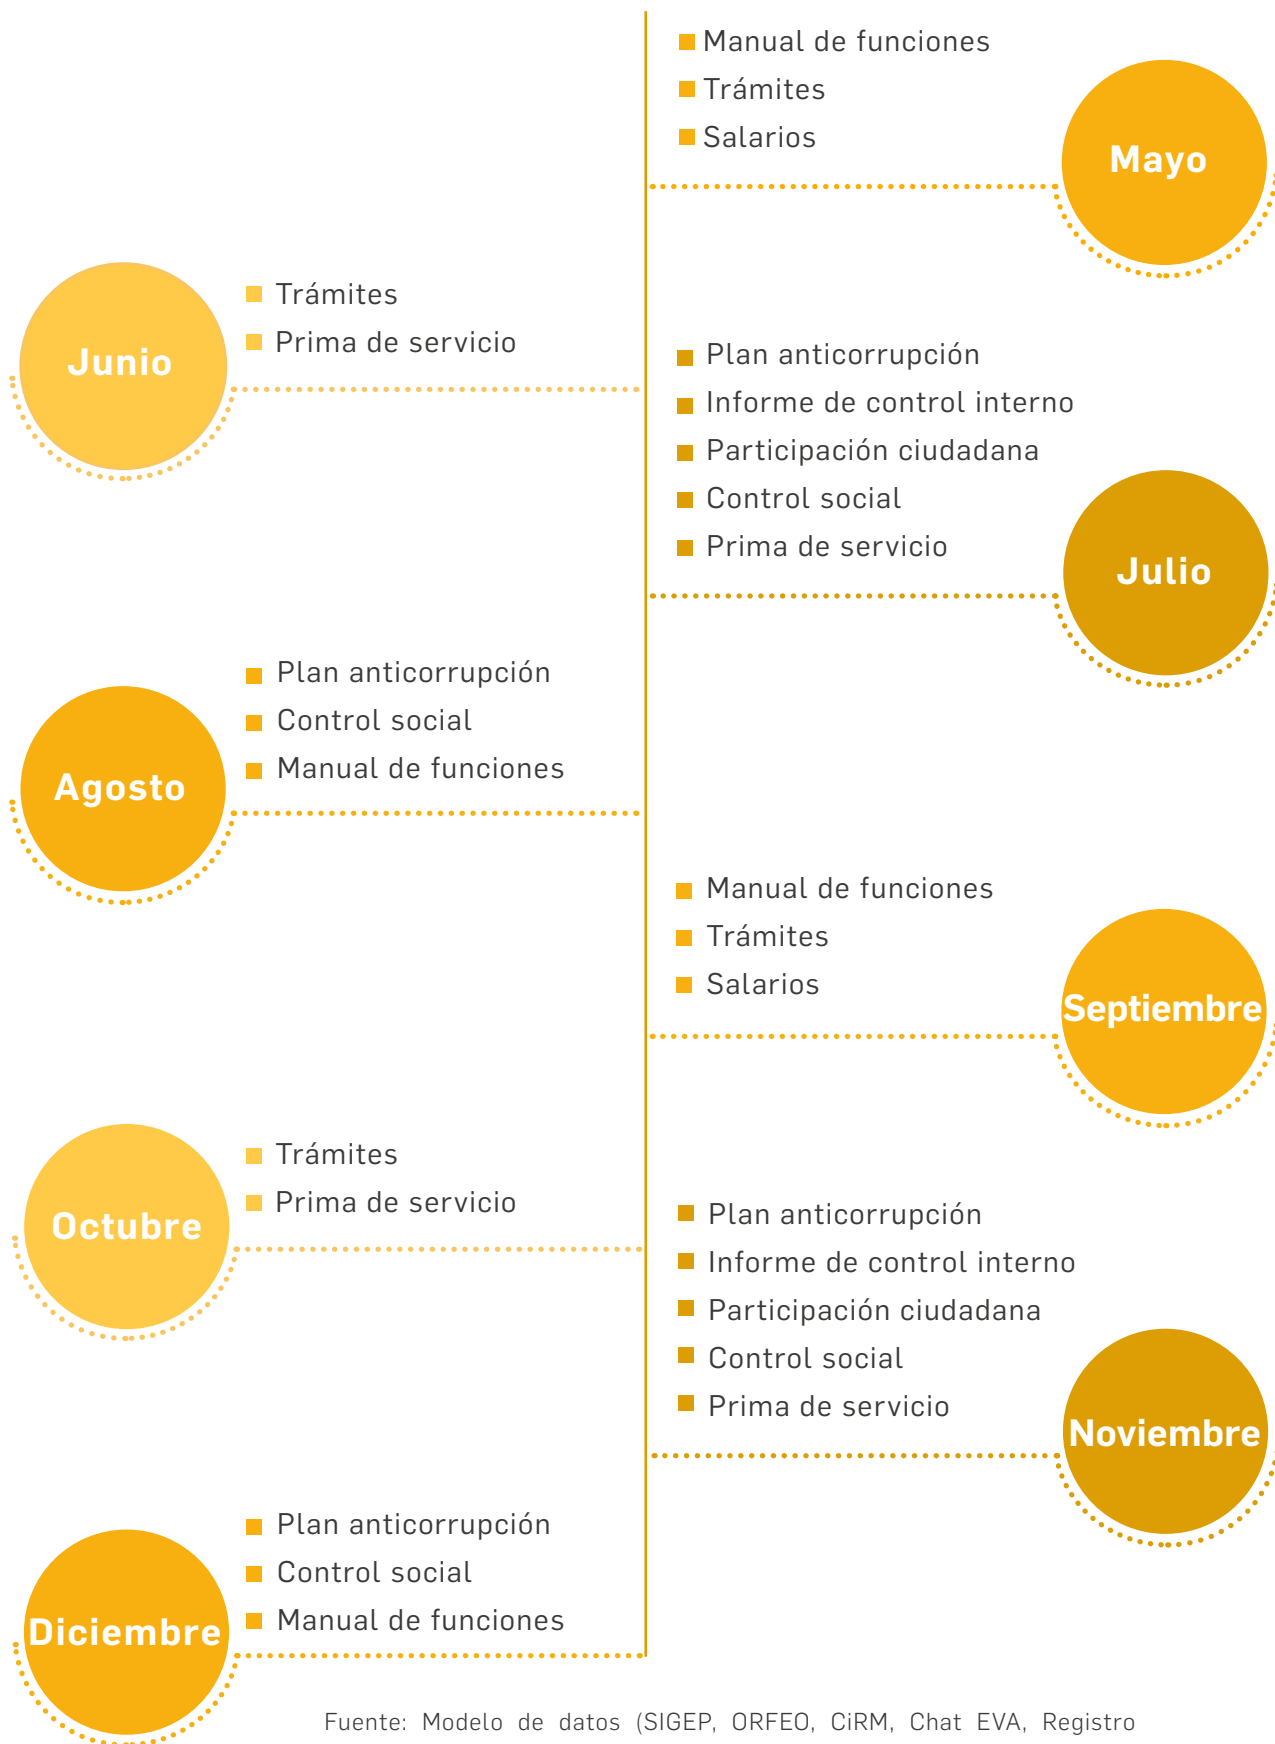 Manual de funciones
Trámites
Salarios
Mayo
Junio
Trámites
Prima de servicio
Plan anticorrupción
Informe de control interno
Participación ciudadana
Control social
Prima de servicio
Julio
Agosto
Plan anticorrupción
Control social
Manual de funciones
Manual de funciones
Trámites
Salarios
Septiembre
Octubre
Trámites
Prima de servicio
Plan anticorrupción
Informe de control interno
Participación ciudadana
Control social
Prima de servicio
Noviembre
Diciembre
Plan anticorrupción
Control social
Manual de funciones
Fuente: Modelo de datos (SIGEP, ORFEO, CiRM, Chat EVA, Registro